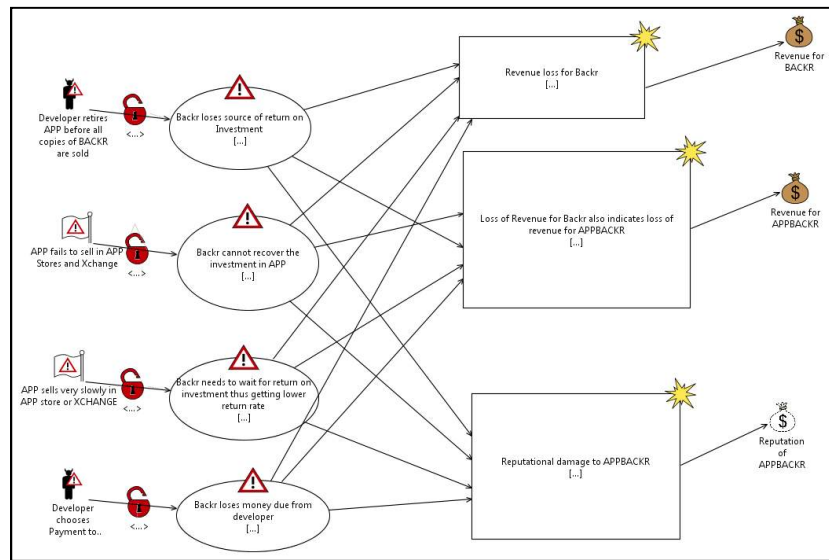 Developer retires
APP before all
copies of BACKR
are sold
<...>
Backr loses source of return on
Investment
[...]
Revenue loss for Backr
[...]
$
Revenue for
BACKR
APP fails to sell in APP
Stores and Xchange
<...>
Backr cannot recover the
investment in APP
[...]
Loss of Revenue for Backr also indicates loss of
revenue for APPBACKR
[...]
$
Revenue for
APPBACKR
APP sells very slowly in
APP store or XCHANGE
<...>
Backr needs to wait for return on
investment thus getting lower
return rate
[...]
Reputational damage to APPBACKR
[...]
$
Reputation
of
APPBACKR
Developer
chooses
Payment to..
<...>
Backr loses money due from
developer
[...]